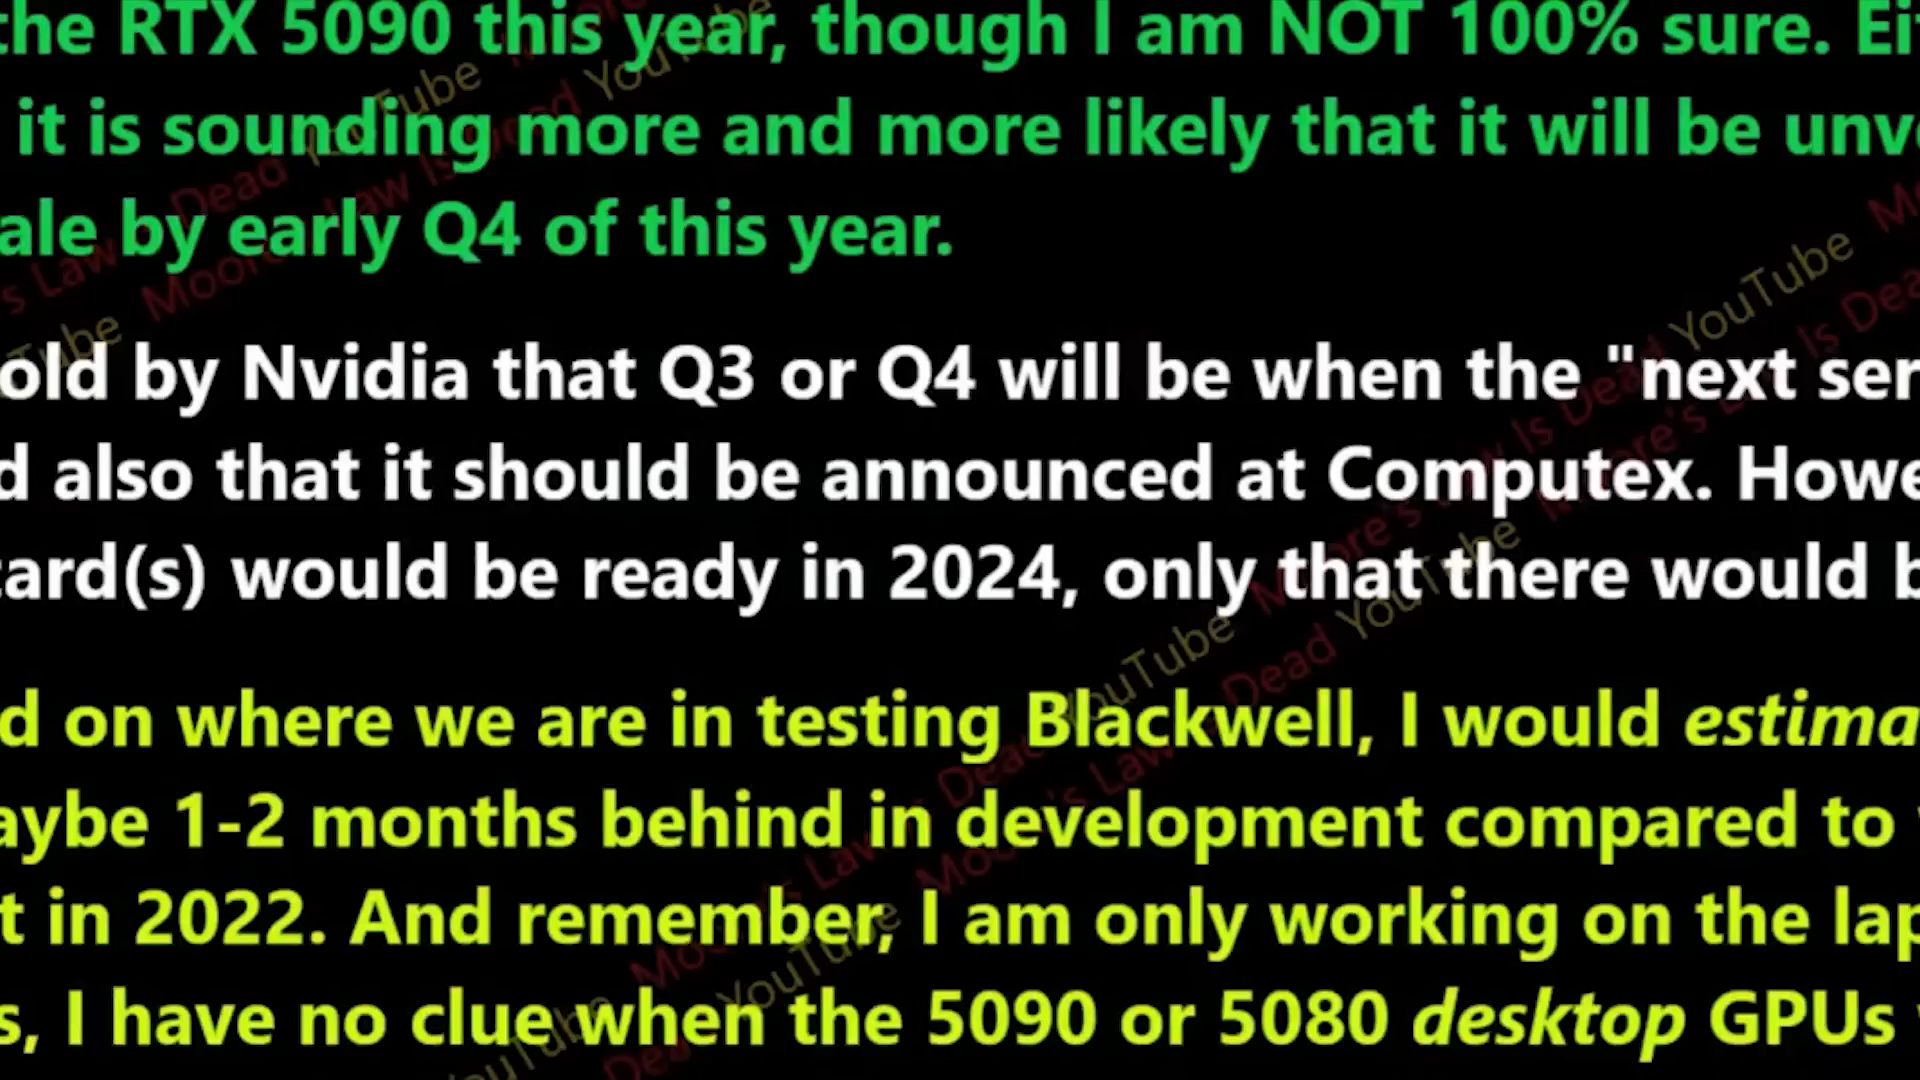 the RTX 5090 this year, though I am NOT 100% sure. Ei
it is sounding more and more likely that it will be unv
ale by early Q4 of this year.
old by Nvidia that Q3 or Q4 will be when the "next ser
d also that it should be announced at Computex. Howe
ard(s) would be ready in 2024, only that there would b
d on where we are in testing Blackwell, I would estima
aybe 1-2 months behind in development compared to
t in 2022. And remember, I am only working on the lap
s, I have no clue when the 5090 or 5080 desktop GPUs
Moore's Law Is Dead YouTube